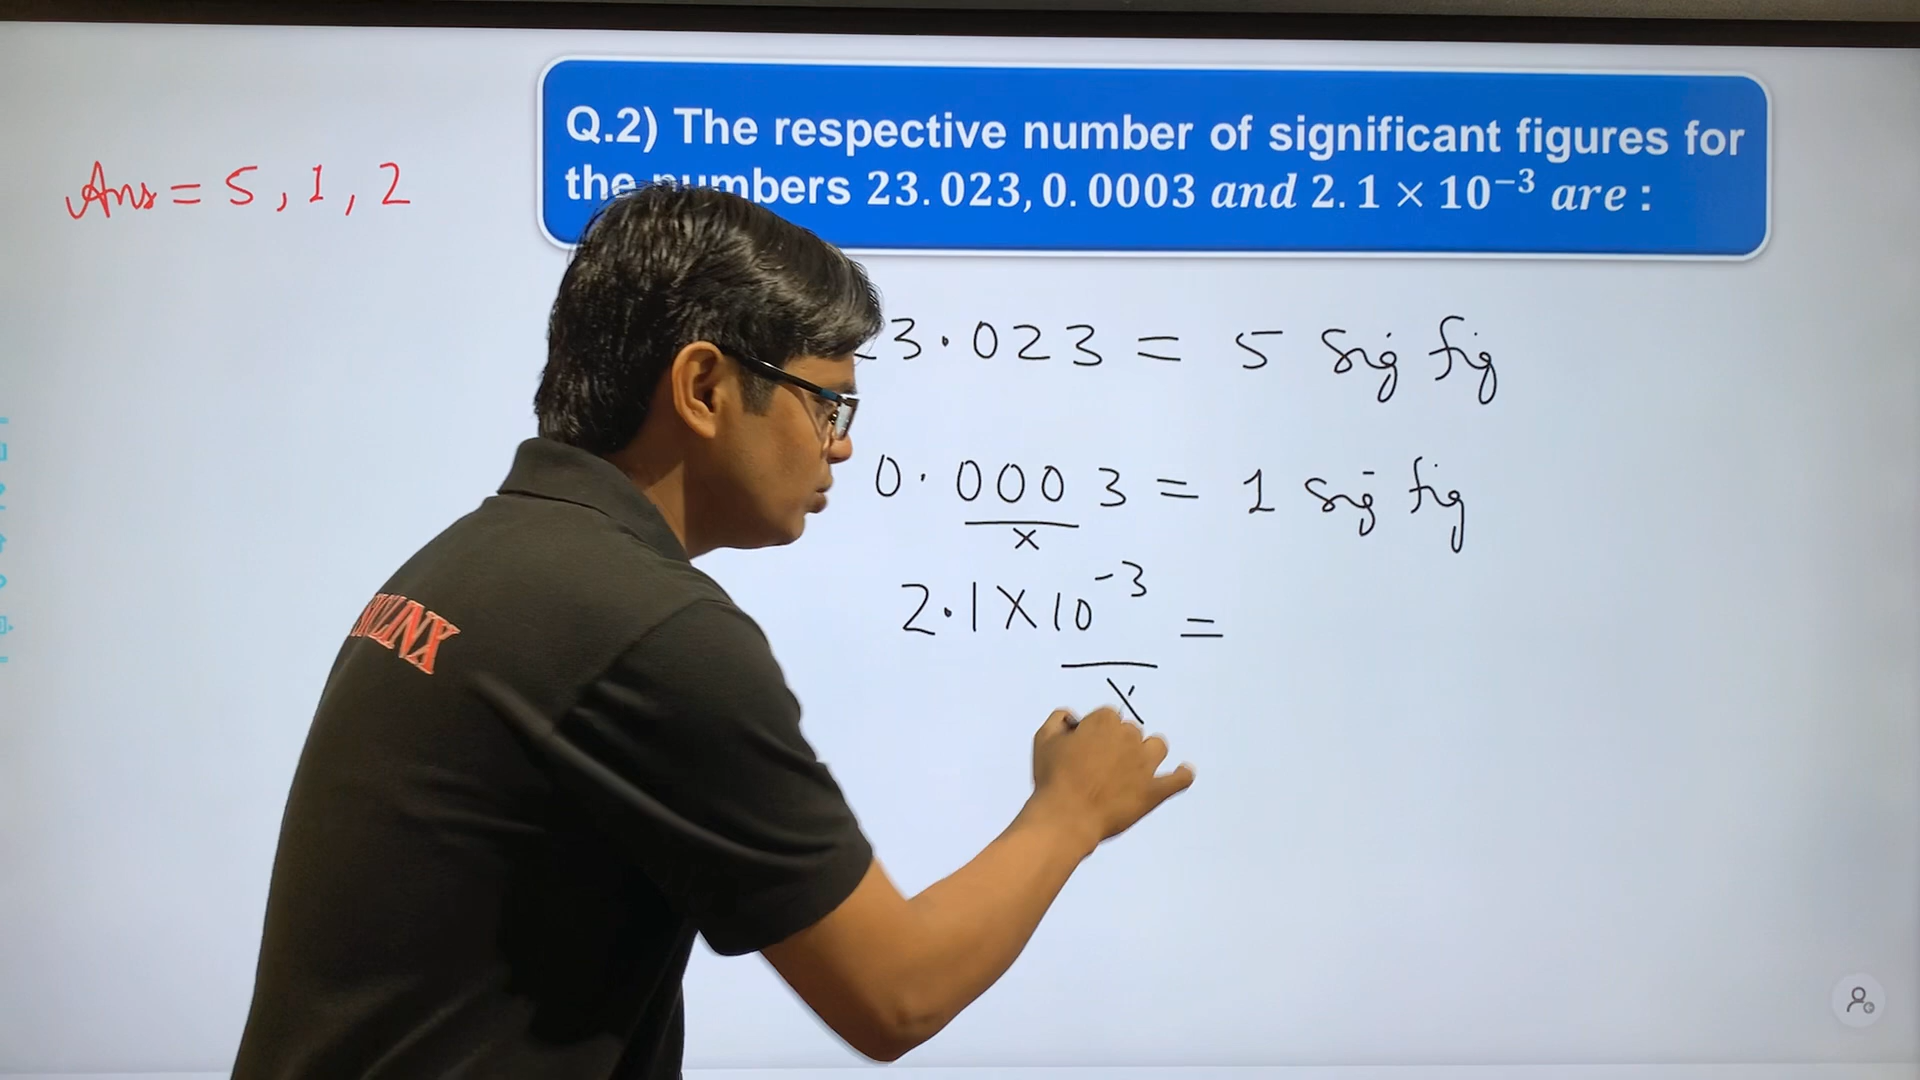 Q.2) The respective number of significant figures for
the numbers 23.023, 0.0003 and 2.1 × 10⁻³ are :
Ans = 5, 1, 2
23.023 = 5 Sig fig
0.0003 = 1 sig fig
x
2.1 X 10⁻³ =
x